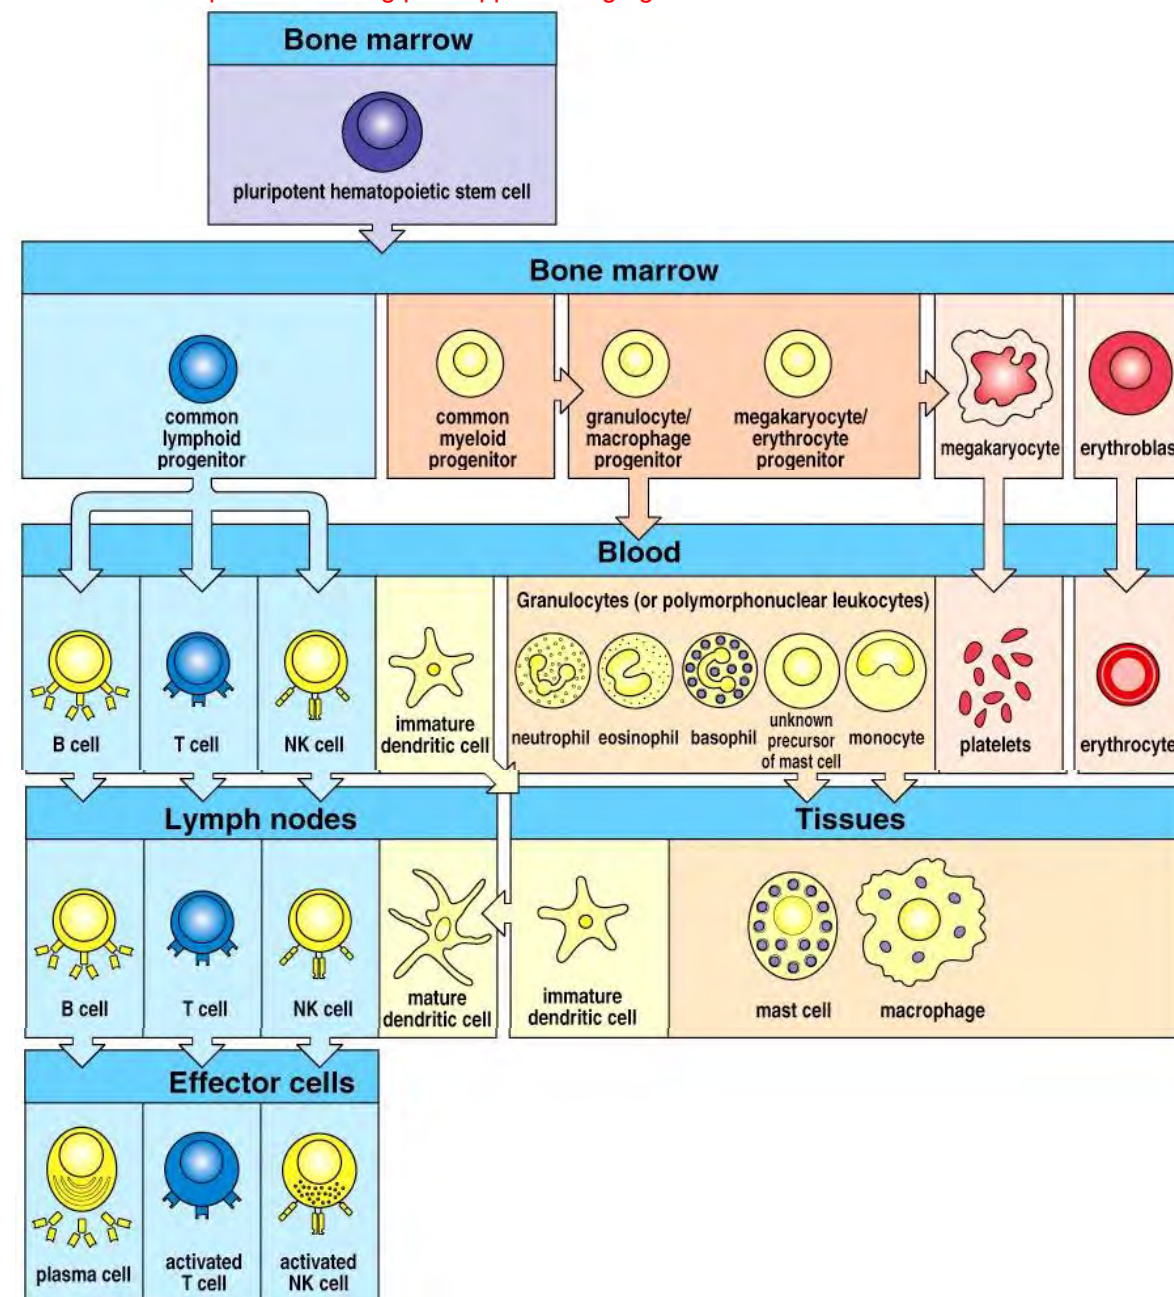 Bone marrow
pluripotent hematopoietic stem cell
Bone marrow
common
lymphoid
progenitor
common
myeloid
progenitor
granulocyte/
macrophage
progenitor
megakaryocyte/
erythrocyte
progenitor
megakaryocyte
erythroblas
Blood
Granulocytes (or polymorphonuclear leukocytes)
B cell
T cell
NK cell
immature
dendritic cell
neutrophil
eosinophil
basophil
unknown
precursor
of mast cell
monocyte
platelets
erythrocyte
Lymph nodes
Tissues
B cell
T cell
NK cell
mature
dendritic cell
immature
dendritic cell
mast cell
macrophage
Effector cells
plasma cell
activated
T cell
activated
NK cell